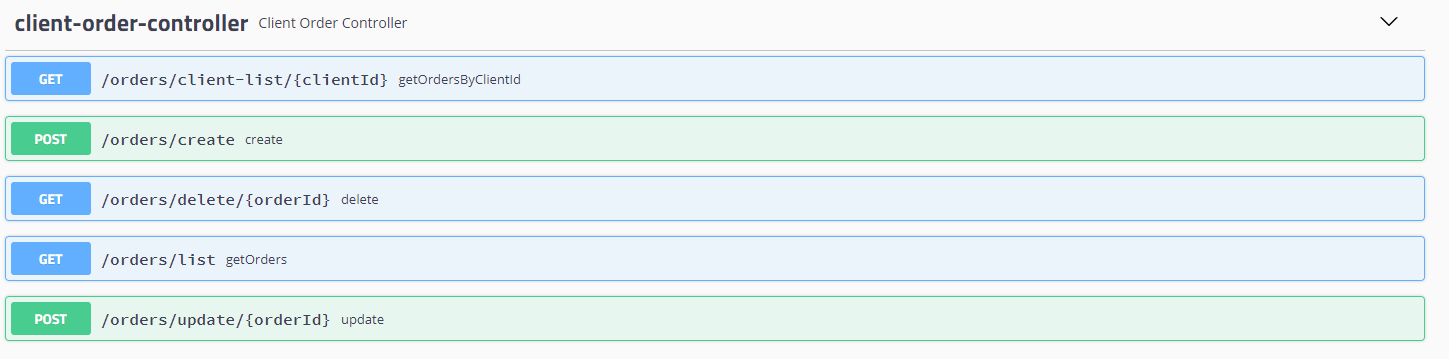 client-order-controller Client Order Controller
GET /orders/client-list/{clientId} getOrdersByClientId
POST /orders/create create
GET /orders/delete/{orderId} delete
GET /orders/list getOrders
POST /orders/update/{orderId} update